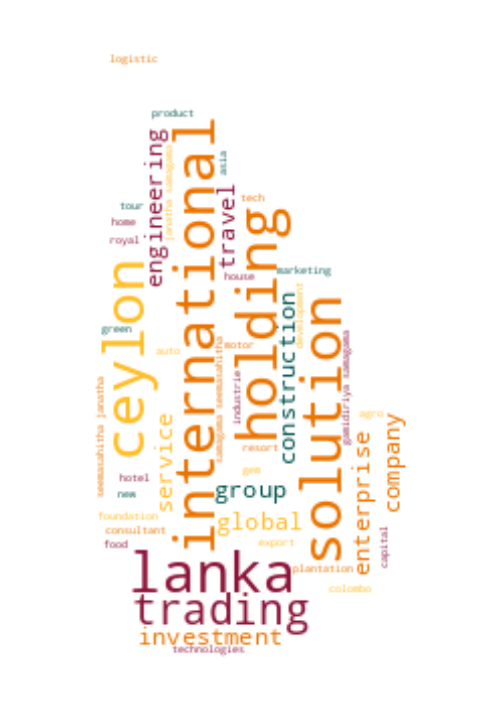 logistic
product
engineering
international
janatha samagama
asia
tour
home
royal
travel
tech
holding
house
marketing
ceylon
green
auto
motor
construction
development
solution
gamidiriya samagama
seemasahitha janatha
samagama seemasahitha
industrie
resort
service
agro
company
enterprise
gem
hotel
new
group
foundation
global
consultant
food
export
capital
lanka
plantation
colombo
trading
investment
technologies